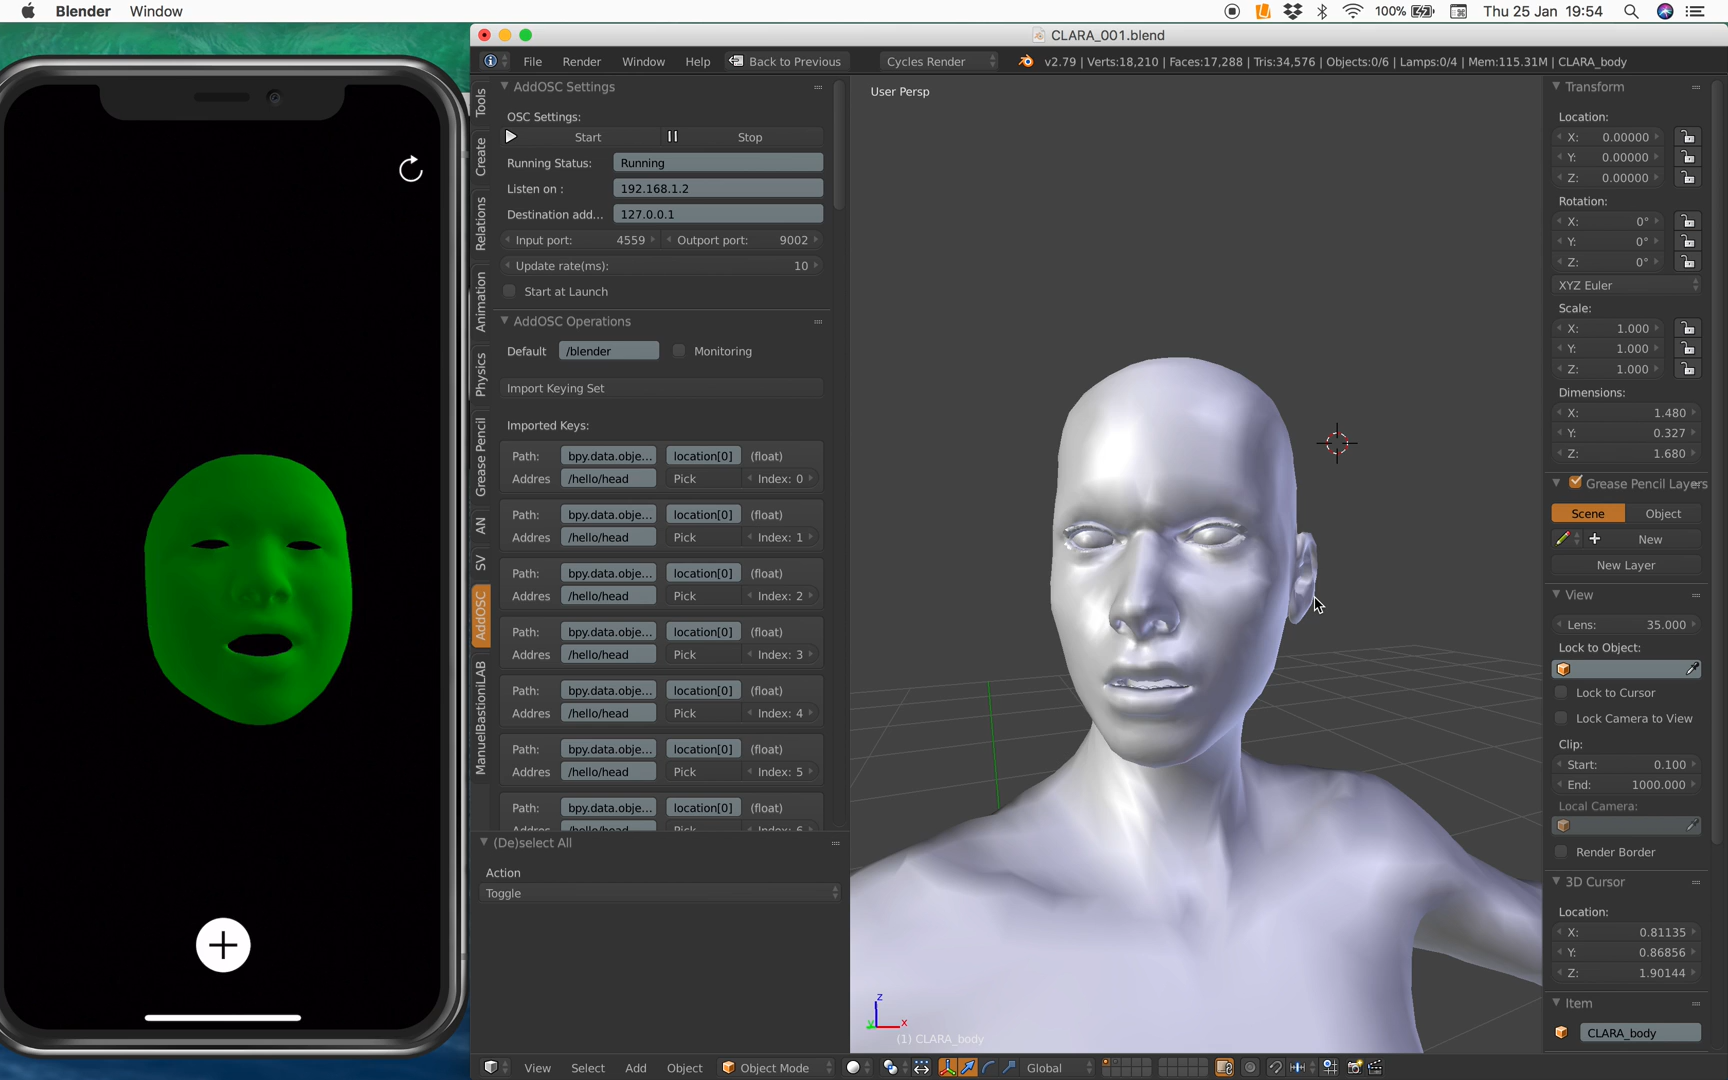 Blender Window
100% Thu 25 Jan 19:54
CLARA_001.blend
File Render Window Help Back to Previous Cycles Render v2.79 | Verts:18,210 | Faces:17,288 | Tris:34,576 | Objects:0/6 | Lamps:0/4 | Mem:115.31M | CLARA_body
Tools
Create
Relations
Animation
Physics
Grease Pencil
AN
SV
AddOSC
ManuelBastioniLAB
AddOSC Settings
OSC Settings:
Start Stop
Running Status: Running
Listen on : 192.168.1.2
Destination add... 127.0.0.1
Input port: 4559 Outport port: 9002
Update rate(ms): 10
Start at Launch
AddOSC Operations
Default /blender Monitoring
Import Keying Set
Imported Keys:
Path: bpy.data.obje... location[0] (float)
Addres /hello/head Pick Index: 0
Path: bpy.data.obje... location[0] (float)
Addres /hello/head Pick Index: 1
Path: bpy.data.obje... location[0] (float)
Addres /hello/head Pick Index: 2
Path: bpy.data.obje... location[0] (float)
Addres /hello/head Pick Index: 3
Path: bpy.data.obje... location[0] (float)
Addres /hello/head Pick Index: 4
Path: bpy.data.obje... location[0] (float)
Addres /hello/head Pick Index: 5
Path: bpy.data.obje... location[0] (float)
Addres /hello/head Pick Index: 6
(De)select All
Action
Toggle
User Persp
z
y x
(1) CLARA_body
View Select Add Object Object Mode Global
Transform
Location:
X: 0.00000
Y: 0.00000
Z: 0.00000
Rotation:
X: 0°
Y: 0°
Z: 0°
XYZ Euler
Scale:
X: 1.000
Y: 1.000
Z: 1.000
Dimensions:
X: 1.480
Y: 0.327
Z: 1.680
Grease Pencil Layers
Scene Object
New
New Layer
View
Lens: 35.000
Lock to Object:
Lock to Cursor
Lock Camera to View
Clip:
Start: 0.100
End: 1000.000
Local Camera:
Render Border
3D Cursor
Location:
X: 0.81135
Y: 0.86856
Z: 1.90144
Item
CLARA_body